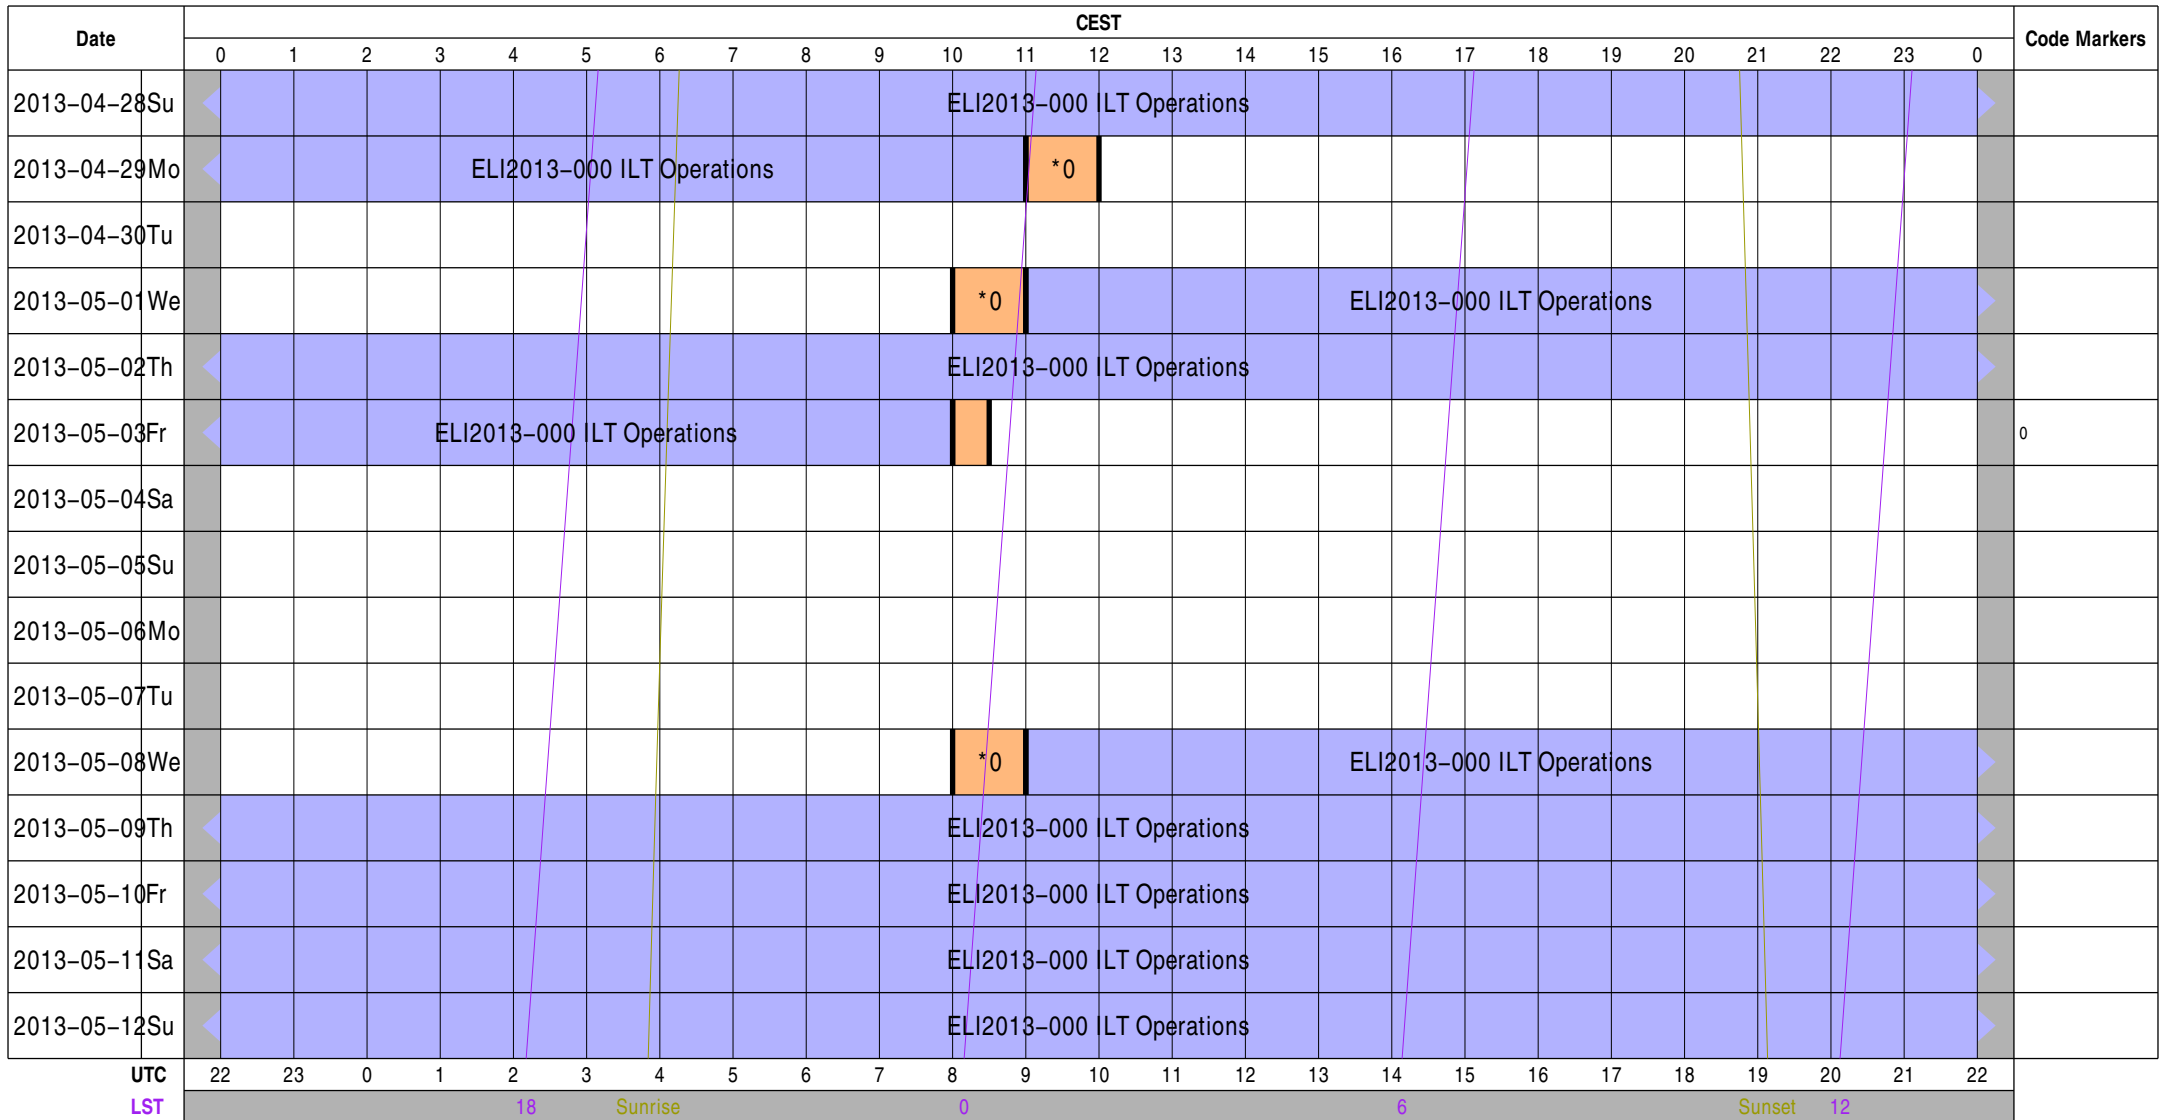 Date CEST Code Markers
0 1 2 3 4 5 6 7 8 9 10 11 12 13 14 15 16 17 18 19 20 21 22 23 0
2013-04-28Su ELI2013-000 ILT Operations
2013-04-29Mo ELI2013-000 ILT Operations *0
2013-04-30Tu
2013-05-01We *0 ELI2013-000 ILT Operations
2013-05-02Th ELI2013-000 ILT Operations
2013-05-03Fr ELI2013-000 ILT Operations 0
2013-05-04Sa
2013-05-05Su
2013-05-06Mo
2013-05-07Tu
2013-05-08We *0 ELI2013-000 ILT Operations
2013-05-09Th ELI2013-000 ILT Operations
2013-05-10Fr ELI2013-000 ILT Operations
2013-05-11Sa ELI2013-000 ILT Operations
2013-05-12Su ELI2013-000 ILT Operations
UTC 22 23 0 1 2 3 4 5 6 7 8 9 10 11 12 13 14 15 16 17 18 19 20 21 22
LST 18 Sunrise 0 6 Sunset 12